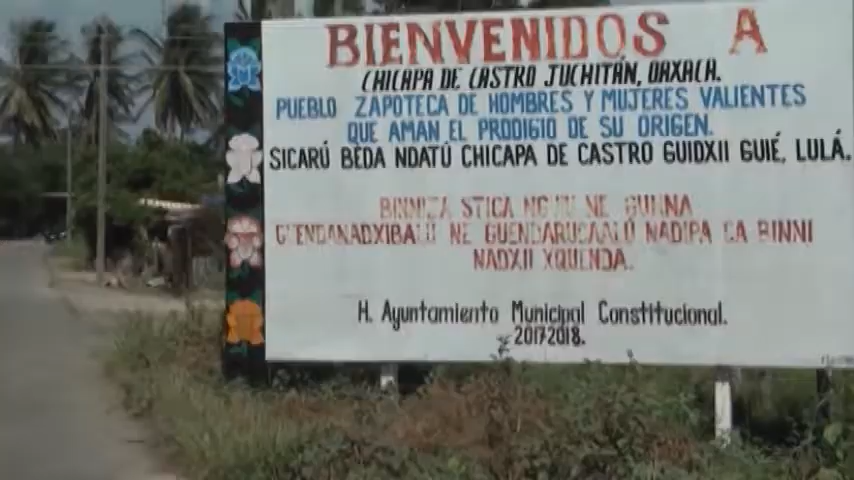 BIENVENIDOS A
CHICAPA DE CASTRO JUCHITÁN, OAXACA.
PUEBLO ZAPOTECA DE HOMBRES Y MUJERES VALIENTES
QUE AMAN EL PRODIGIO DE SU ORIGEN.
SICARÚ BEDA NDATÚ CHICAPA DE CASTRO GUIDXII GUIÉ, LULÁ.
BINNIZA STICA NE
NE GUENDARUCAALÚ NADIPA CA BINNI
NADXII XQUENDA.
H. Ayuntamiento Municipal Constitucional.
2017-2018.